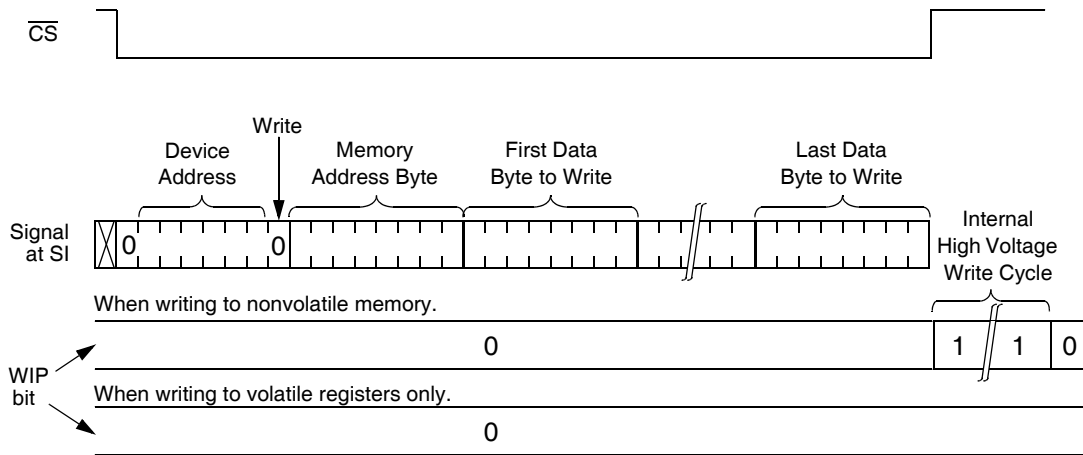 CS
Write
Device
Address
Memory
Address Byte
First Data
Byte to Write
Last Data
Byte to Write
Signal
at SI
0
0
Internal
High Voltage
Write Cycle
When writing to nonvolatile memory.
0
1
1
0
WIP
bit
When writing to volatile registers only.
0